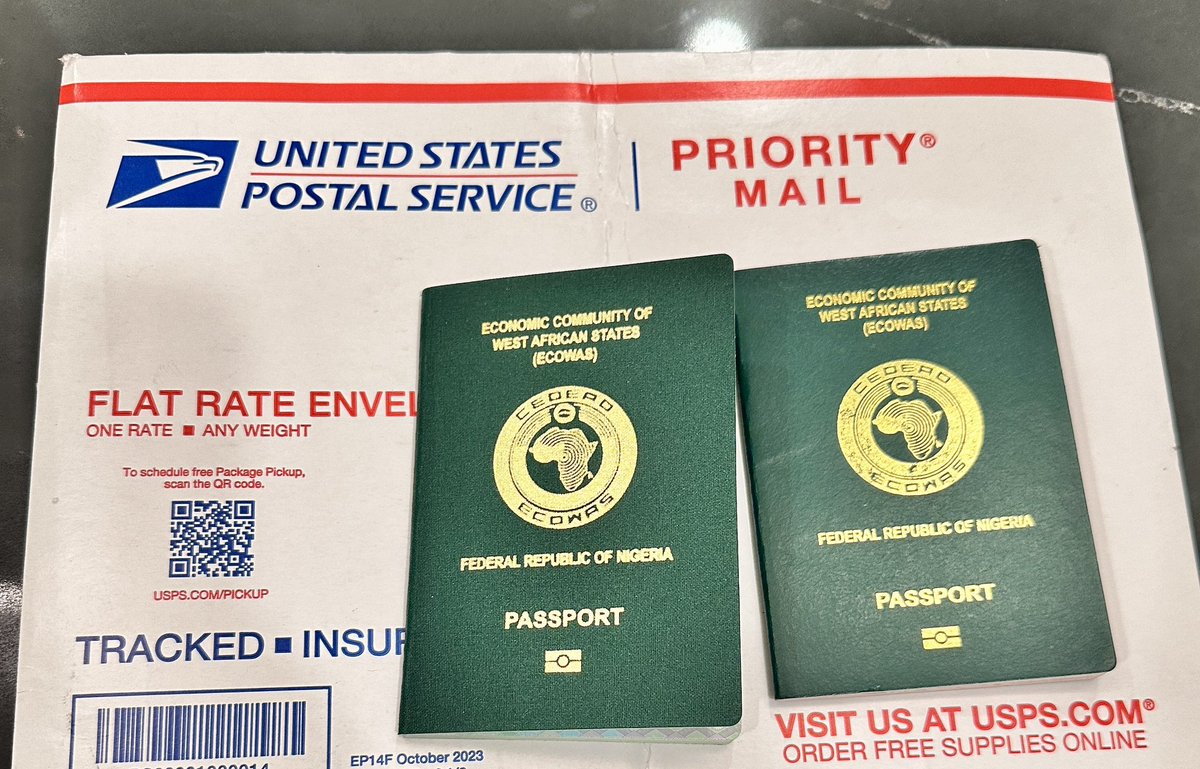 UNITED STATES
POSTAL SERVICE®
PRIORITY®
MAIL
FLAT RATE ENVEL
ONE RATE ■ ANY WEIGHT
To schedule free Package Pickup,
scan the QR code.
USPS.COM/PICKUP
TRACKED ■ INSUR
EP14F October 2023
ECONOMIC COMMUNITY OF
WEST AFRICAN STATES
(ECOWAS)
CEDEAO
ECOWAS
FEDERAL REPUBLIC OF NIGERIA
PASSPORT
ECONOMIC COMMUNITY OF
WEST AFRICAN STATES
(ECOWAS)
CEDEAO
ECOWAS
FEDERAL REPUBLIC OF NIGERIA
PASSPORT
VISIT US AT USPS.COM®
ORDER FREE SUPPLIES ONLINE